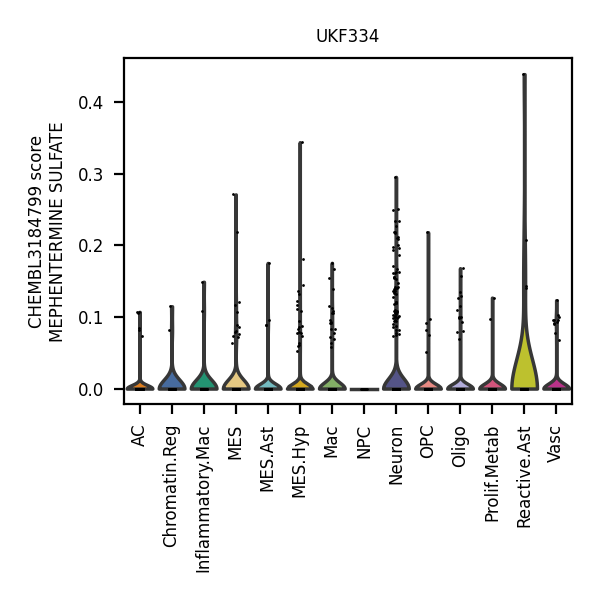 UKF334
CHEMBL3184799 score
MEPHENTERMINE SULFATE
0.4
0.3
0.2
0.1
0.0
AC
Chromatin.Reg
Inflammatory.Mac
MES
MES.Ast
MES.Hyp
Mac
NPC
Neuron
OPC
Oligo
Prolif.Metab
Reactive.Ast
Vasc